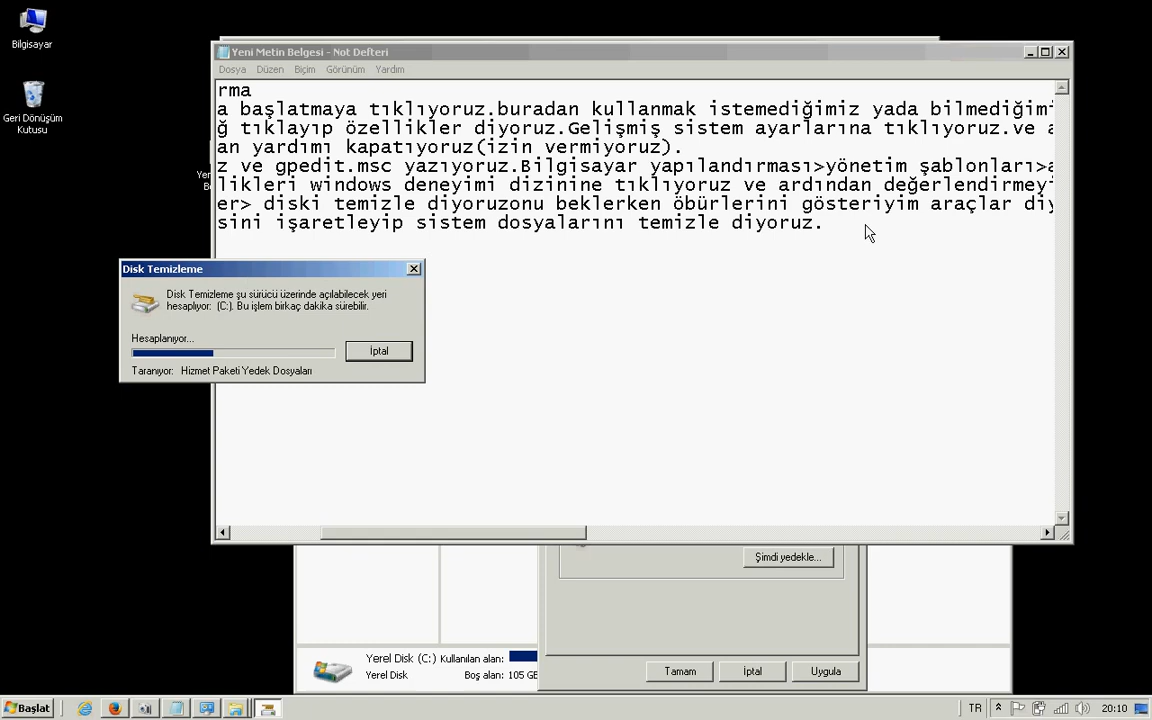 Bilgisayar
Geri Dönüşüm
Kutusu
Yeni Metin Belgesi - Not Defteri
Dosya Düzen Biçim Görünüm Yardım
rma
a başlatmaya tıklıyoruz.buradan kullanmak istemediğimiz yada bilmediğimi
ğ tıklayıp özellikler diyoruz.Gelişmiş sistem ayarlarına tıklıyoruz.ve a
an yardımı kapatıyoruz(izin vermiyoruz).
z ve gpedit.msc yazıyoruz.Bilgisayar yapılandırması>yönetim şablonları>a
likleri windows deneyimi dizinine tıklıyoruz ve ardından değerlendirmeyi
er> diski temizle diyoruzonu beklerken öbürlerini gösteriyim araçlar diy
sini işaretleyip sistem dosyalarını temizle diyoruz.
Disk Temizleme
Disk Temizleme şu sürücü üzerinde açılabilecek yeri
hesaplıyor: (C:). Bu işlem birkaç dakika sürebilir.
Hesaplanıyor...
İptal
Taranıyor: Hizmet Paketi Yedek Dosyaları
Şimdi yedekle...
Yerel Disk (C:) Kullanılan alan:
Yerel Disk Boş alan: 105 GB
Tamam İptal Uygula
Başlat
TR
20:10